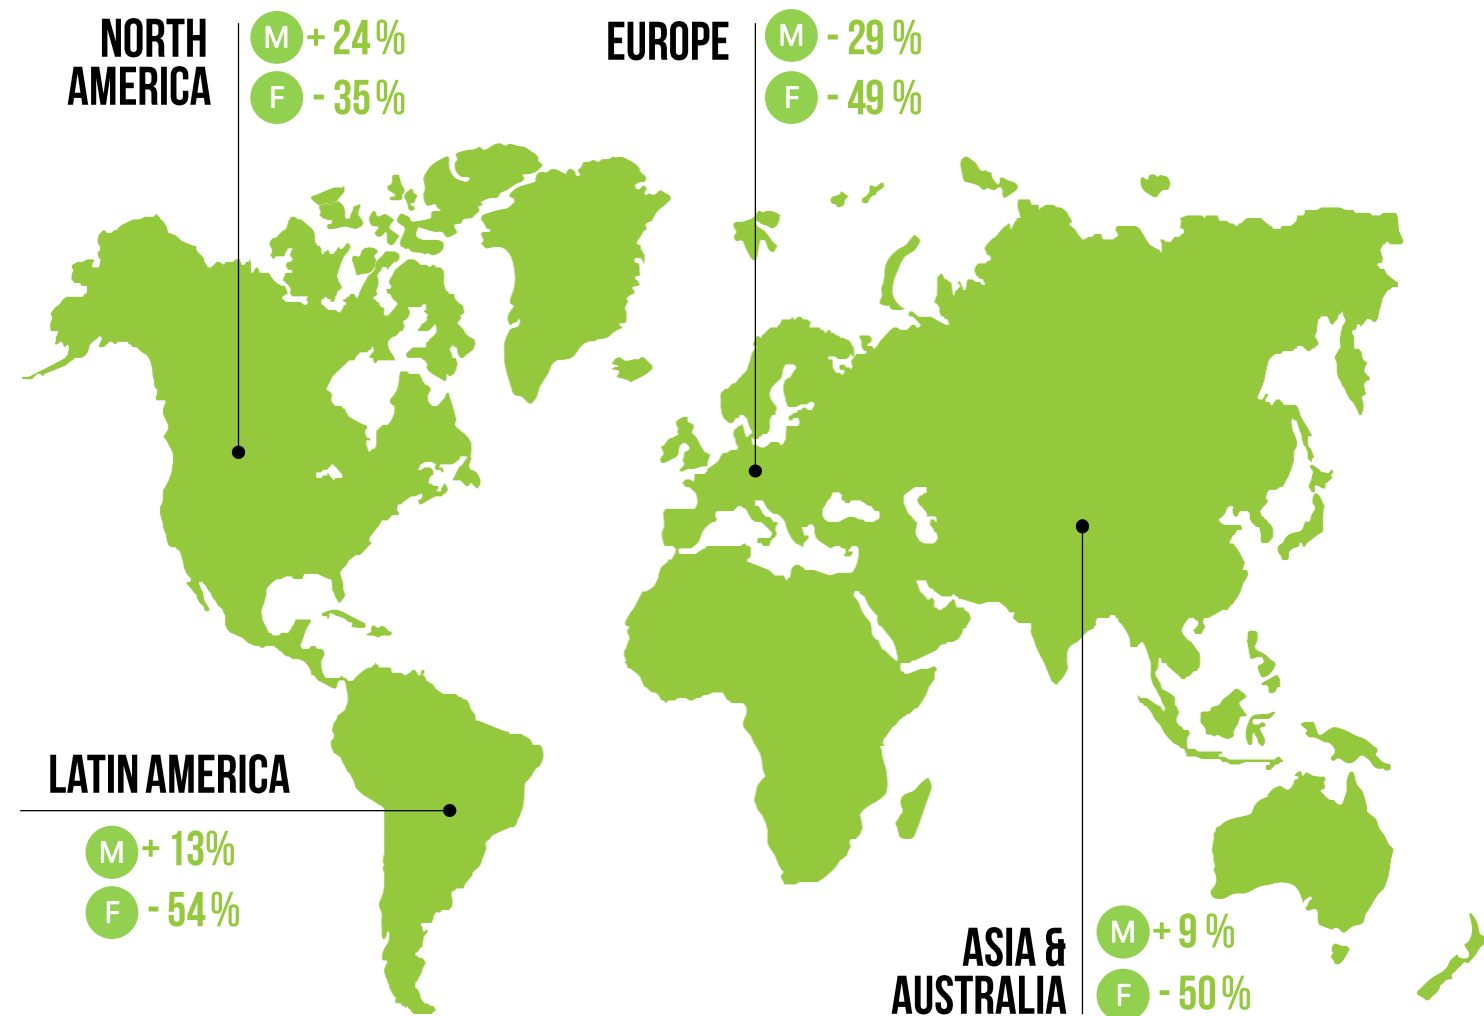 NORTH
AMERICA
M + 24 %
F - 35 %
EUROPE
M - 29 %
F - 49 %
LATIN AMERICA
M + 13%
F - 54 %
ASIA &
AUSTRALIA
M + 9 %
F - 50 %